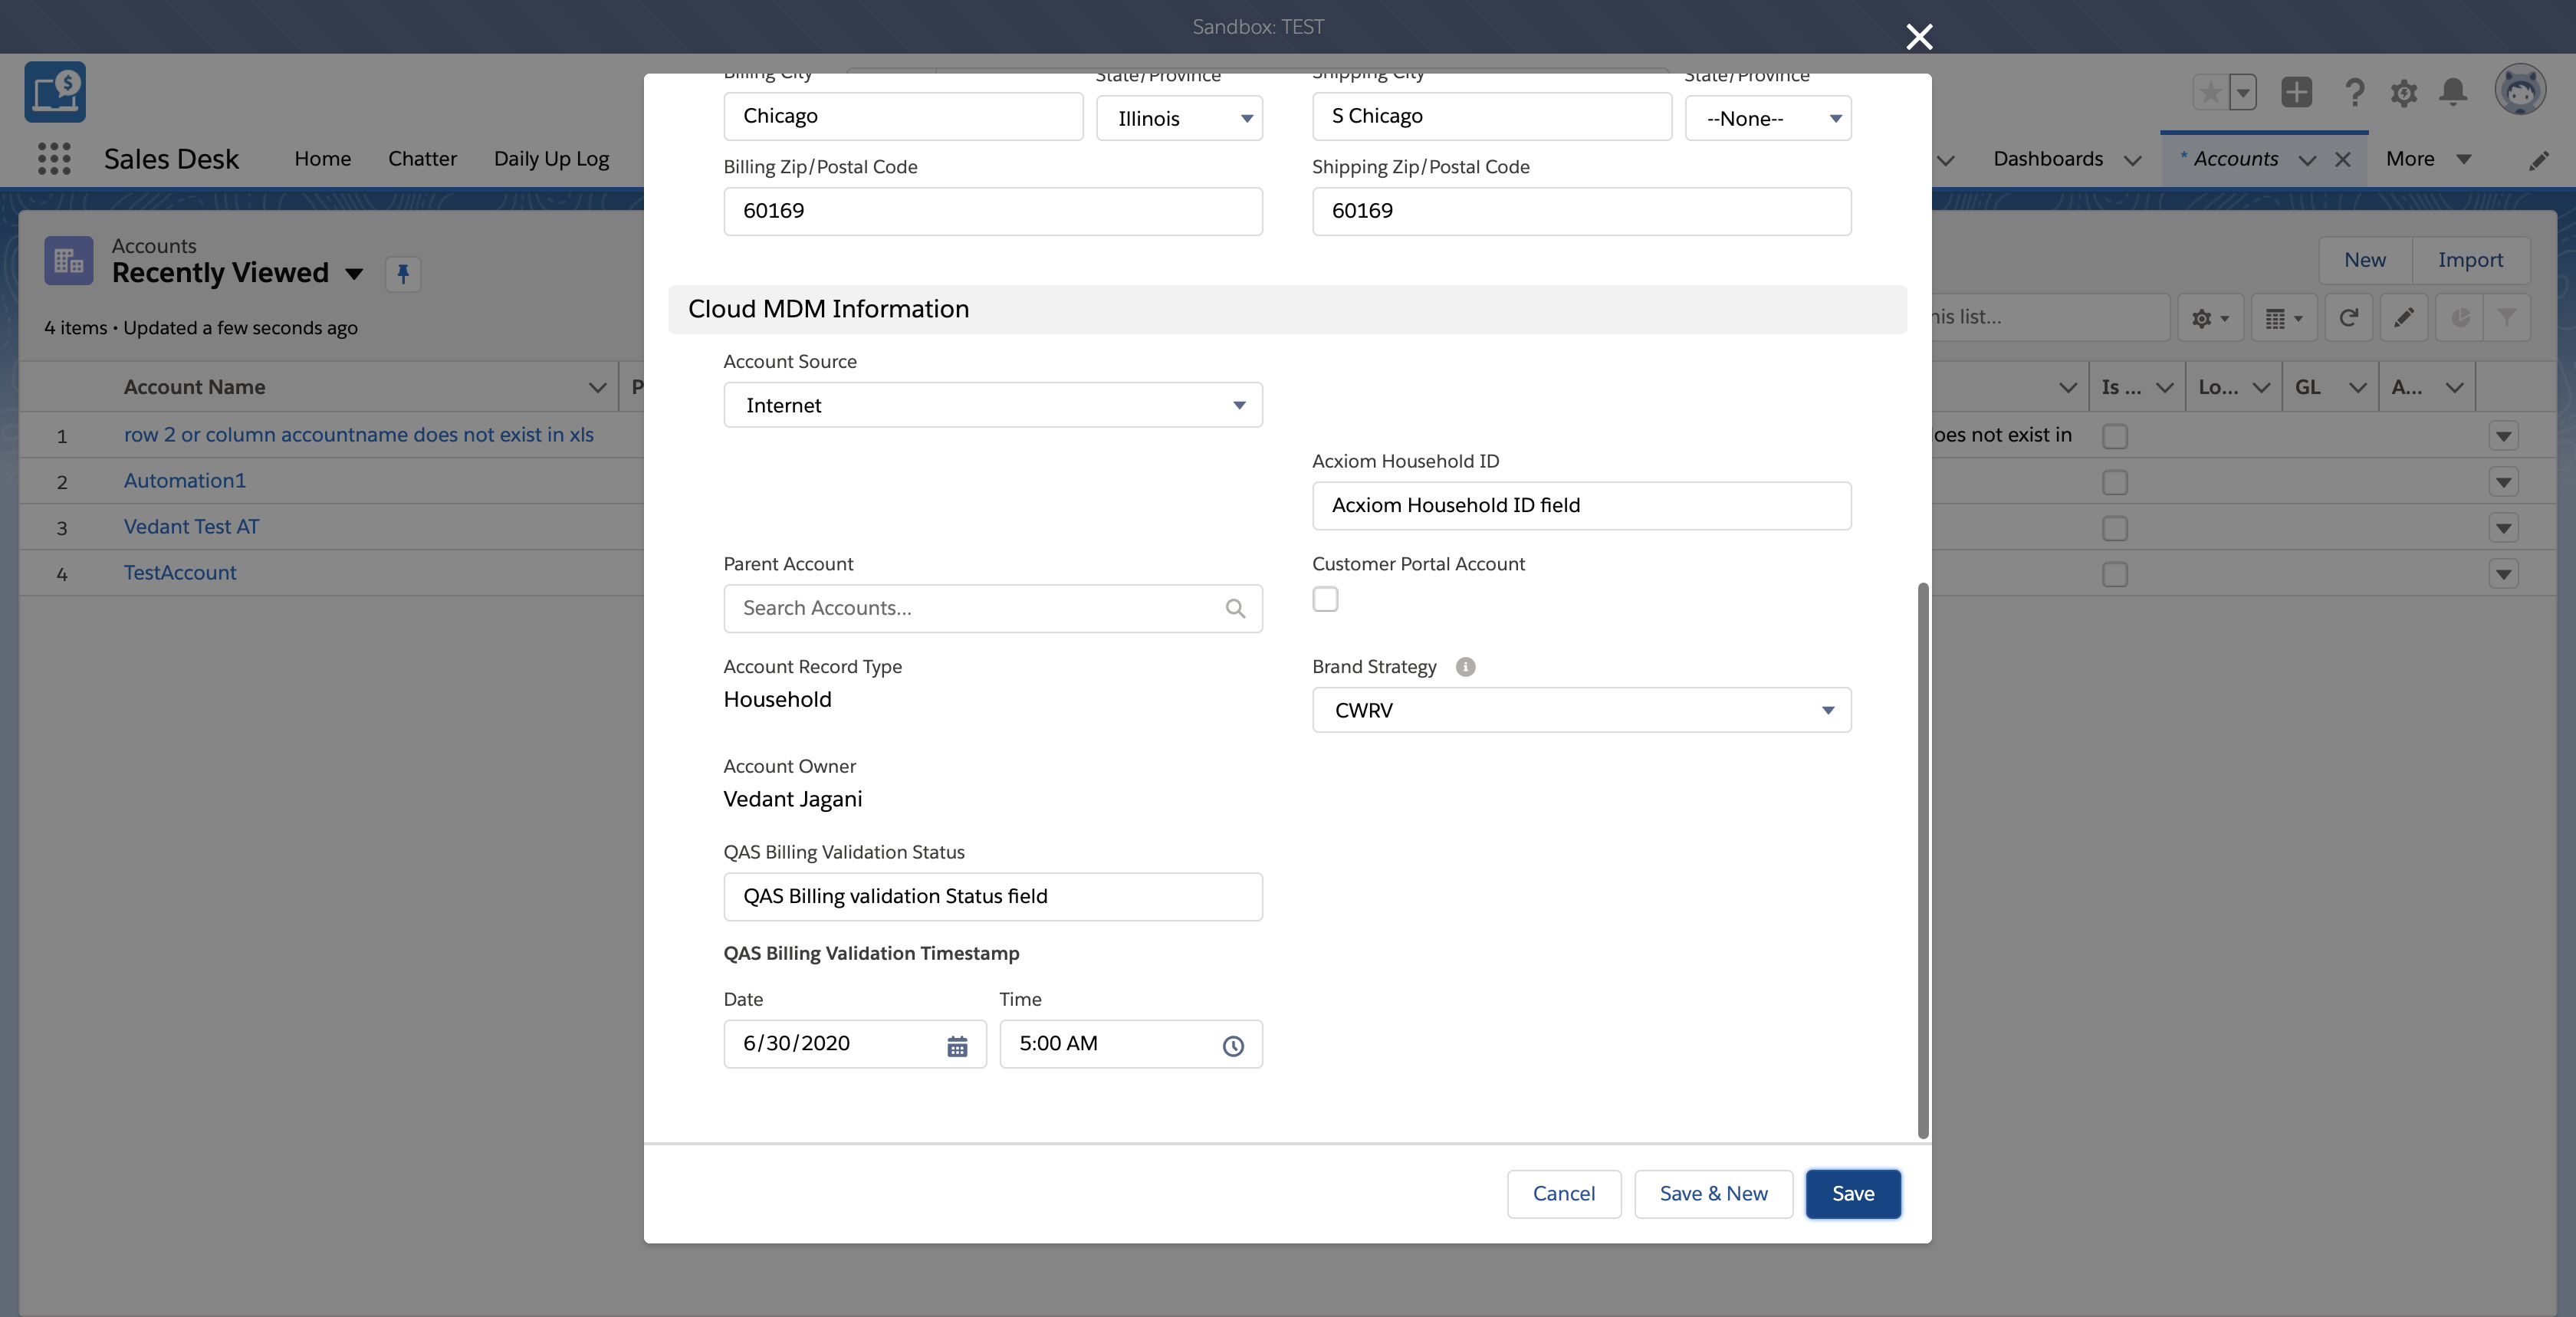 Sandbox: TEST
Sales Desk
Home
Chatter
Daily Up Log
Dashboards
* Accounts
More
Accounts
Recently Viewed
4 items • Updated a few seconds ago
New
Import
his list...
Account Name
P
Is ...
Lo...
GL
A...
1
row 2 or column accountname does not exist in xls
oes not exist in
2
Automation1
3
Vedant Test AT
4
TestAccount
Billing City
State/Province
Shipping City
State/Province
Chicago
Illinois
S Chicago
--None--
Billing Zip/Postal Code
Shipping Zip/Postal Code
60169
60169
Cloud MDM Information
Account Source
Internet
Acxiom Household ID
Acxiom Household ID field
Parent Account
Customer Portal Account
Search Accounts...
Account Record Type
Brand Strategy
Household
CWRV
Account Owner
Vedant Jagani
QAS Billing Validation Status
QAS Billing validation Status field
QAS Billing Validation Timestamp
Date
Time
6/30/2020
5:00 AM
Cancel
Save & New
Save